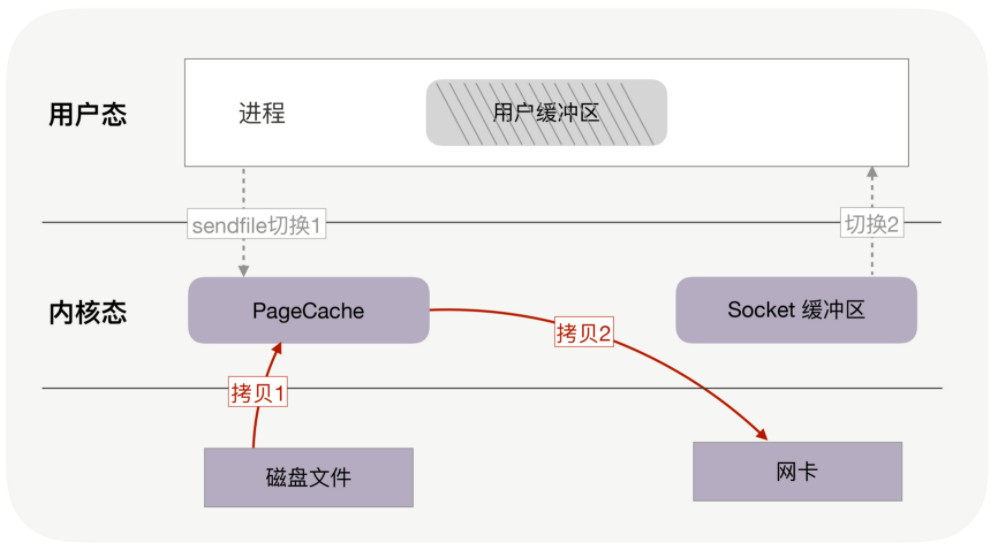 用户态
进程
用户缓冲区
sendfile切换1
切换2
内核态
PageCache
Socket 缓冲区
拷贝2
拷贝1
磁盘文件
网卡